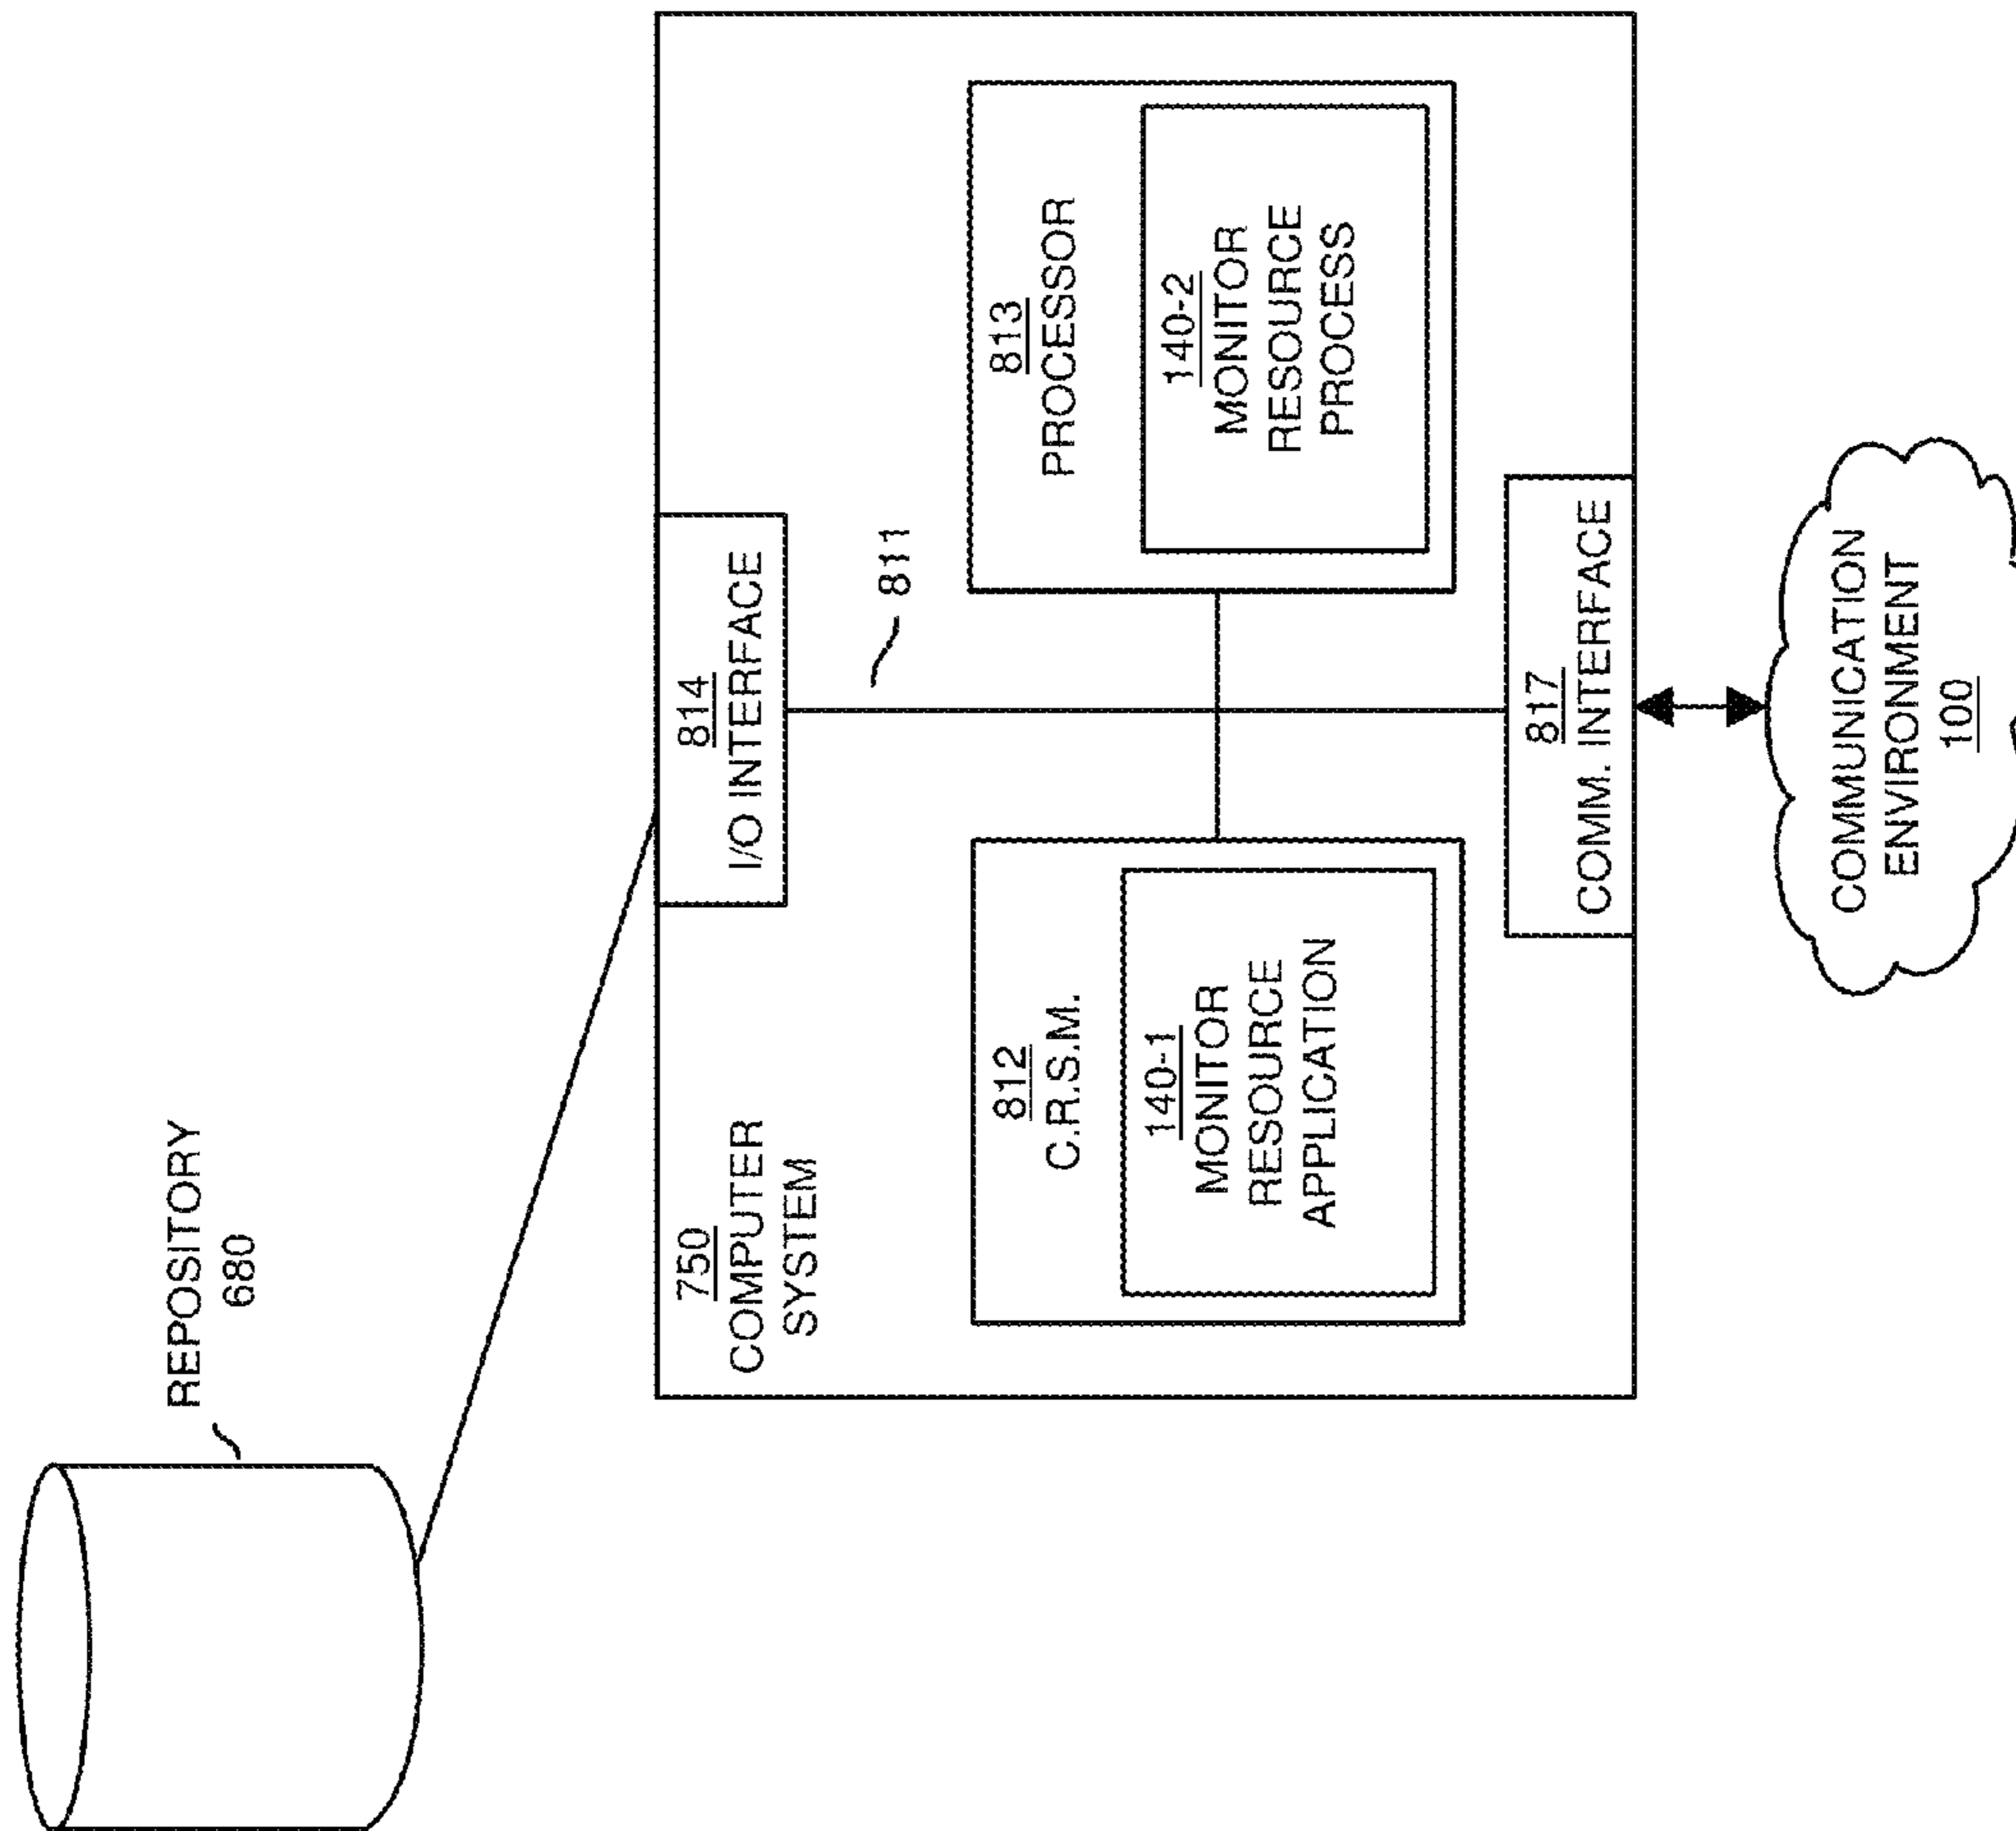 REPOSITORY
680
750
COMPUTER
SYSTEM
814
I/O INTERFACE
811
812
C.R.S.M.
140-1
MONITOR
RESOURCE
APPLICATION
813
PROCESSOR
140-2
MONITOR
RESOURCE
PROCESS
817
COMM. INTERFACE
COMMUNICATION
ENVIRONMENT
100